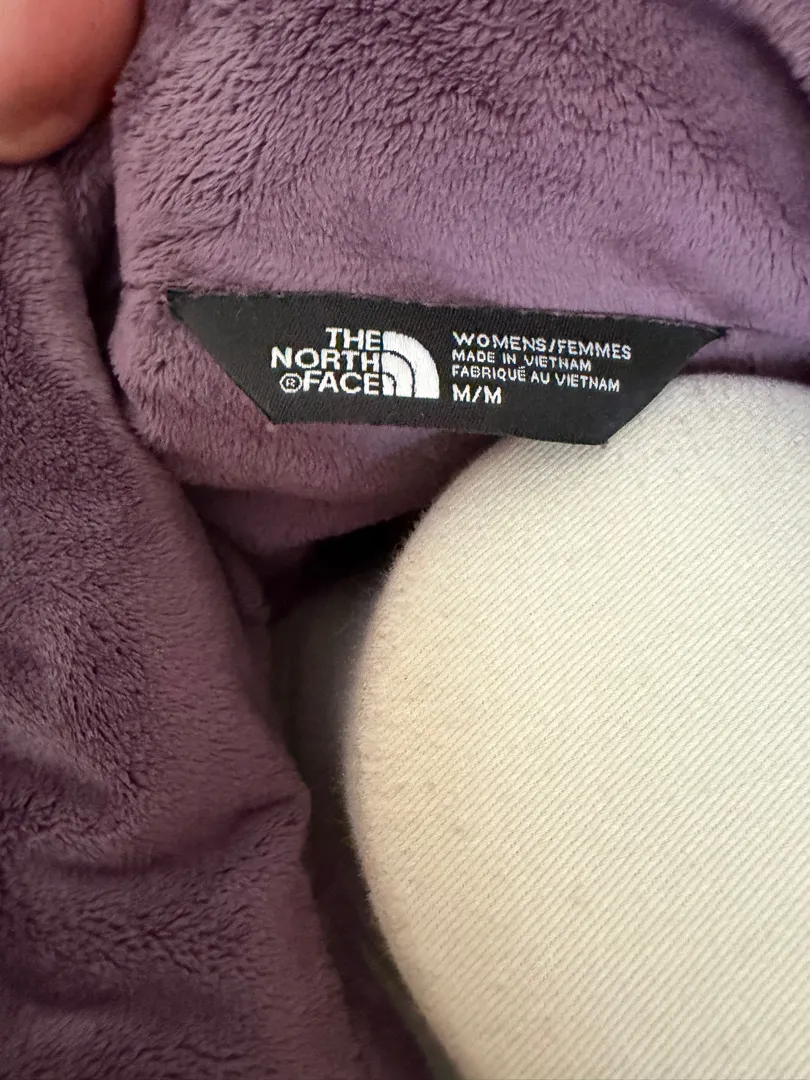 THE
NORTH
®FACE
WOMENS/FEMMES
MADE IN VIETNAM
FABRIQUÉ AU VIETNAM
M/M